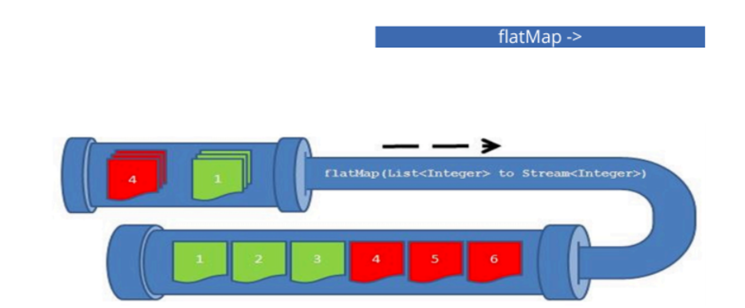 flatMap ->
4 1
flatMap(List<Integer> to Stream<Integer>)
1 2 3 4 5 6